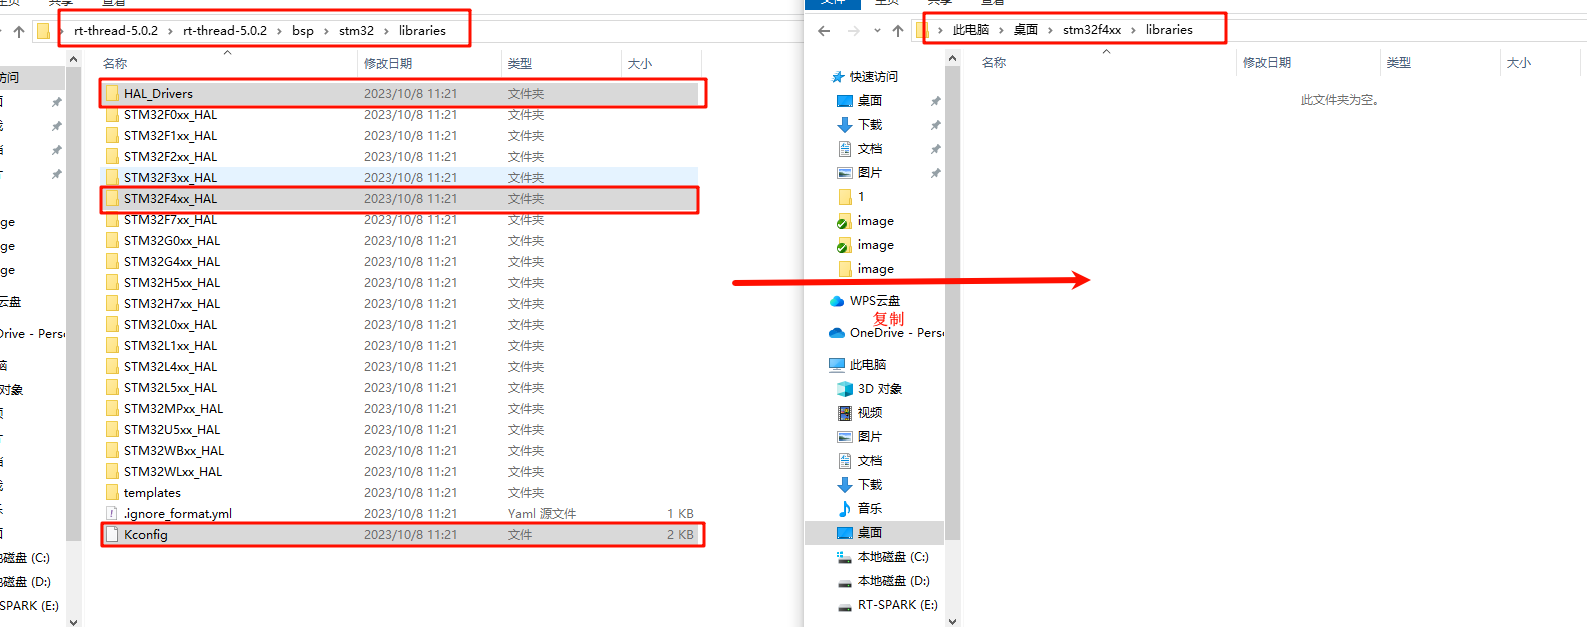 共享
查看
rt-thread-5.0.2 › rt-thread-5.0.2 › bsp › stm32 › libraries
名称 修改日期 类型 大小
HAL_Drivers 2023/10/8 11:21 文件夹
STM32F0xx_HAL 2023/10/8 11:21 文件夹
STM32F1xx_HAL 2023/10/8 11:21 文件夹
STM32F2xx_HAL 2023/10/8 11:21 文件夹
STM32F3xx_HAL 2023/10/8 11:21 文件夹
STM32F4xx_HAL 2023/10/8 11:21 文件夹
STM32F7xx_HAL 2023/10/8 11:21 文件夹
STM32G0xx_HAL 2023/10/8 11:21 文件夹
STM32G4xx_HAL 2023/10/8 11:21 文件夹
STM32H5xx_HAL 2023/10/8 11:21 文件夹
STM32H7xx_HAL 2023/10/8 11:21 文件夹
STM32L0xx_HAL 2023/10/8 11:21 文件夹
STM32L1xx_HAL 2023/10/8 11:21 文件夹
STM32L4xx_HAL 2023/10/8 11:21 文件夹
STM32L5xx_HAL 2023/10/8 11:21 文件夹
STM32MPxx_HAL 2023/10/8 11:21 文件夹
STM32U5xx_HAL 2023/10/8 11:21 文件夹
STM32WBxx_HAL 2023/10/8 11:21 文件夹
STM32WLxx_HAL 2023/10/8 11:21 文件夹
templates 2023/10/8 11:21 文件夹
.ignore_format.yml 2023/10/8 11:21 Yaml 源文件 1 KB
Kconfig 2023/10/8 11:21 文件 2 KB
访问
ge
ge
ge
云盘
Drive - Perso
对象
磁盘 (C:)
磁盘 (D:)
SPARK (E:)
文件 主页 共享 查看
› 此电脑 › 桌面 › stm32f4xx › libraries
名称 修改日期 类型 大小
此文件夹为空。
快速访问
桌面
下载
文档
图片
1
image
image
image
WPS云盘
复制
OneDrive - Perso
此电脑
3D 对象
视频
图片
文档
下载
音乐
桌面
本地磁盘 (C:)
本地磁盘 (D:)
RT-SPARK (E:)